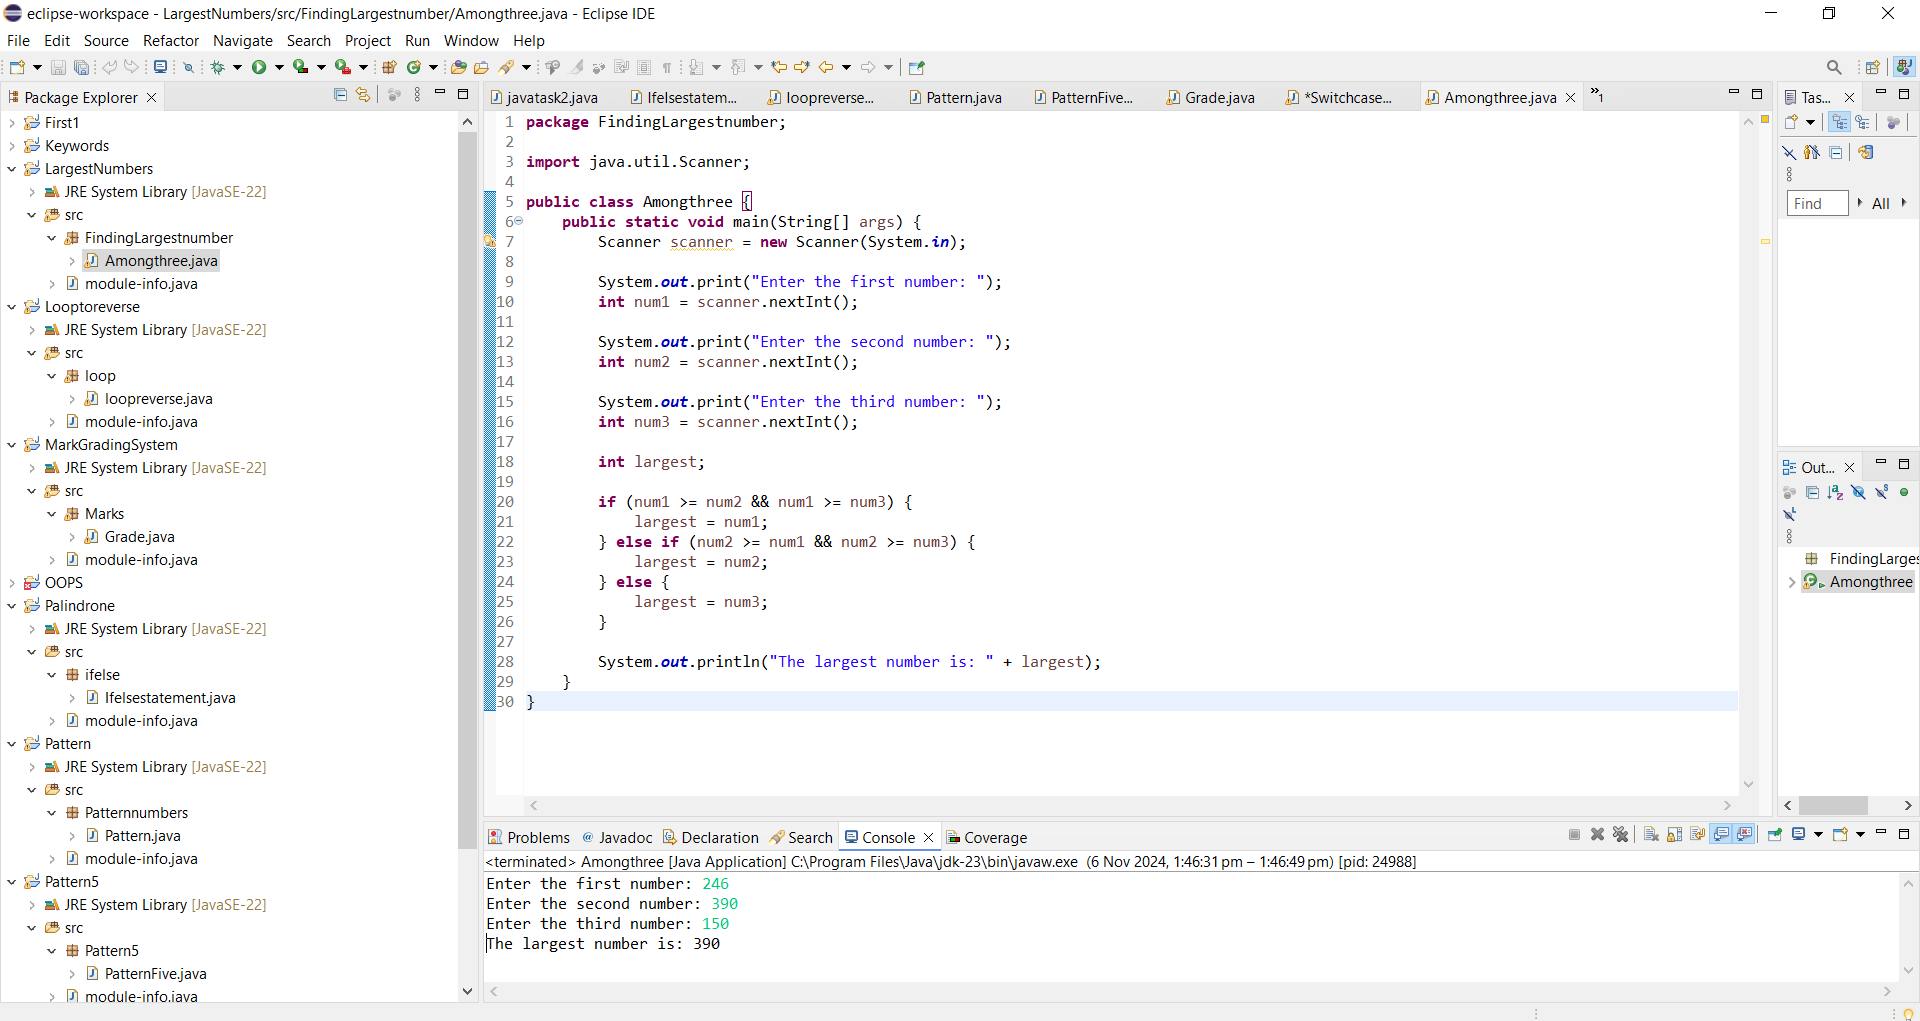 eclipse-workspace - LargestNumbers/src/FindingLargestnumber/Amongthree.java - Eclipse IDE
File Edit Source Refactor Navigate Search Project Run Window Help
Package Explorer
First1
Keywords
LargestNumbers
JRE System Library [JavaSE-22]
src
FindingLargestnumber
Amongthree.java
module-info.java
Looptoreverse
JRE System Library [JavaSE-22]
src
loop
loopreverse.java
module-info.java
MarkGradingSystem
JRE System Library [JavaSE-22]
src
Marks
Grade.java
module-info.java
OOPS
Palindrone
JRE System Library [JavaSE-22]
src
ifelse
Ifelsestatement.java
module-info.java
Pattern
JRE System Library [JavaSE-22]
src
Patternnumbers
Pattern.java
module-info.java
Pattern5
JRE System Library [JavaSE-22]
src
Pattern5
PatternFive.java
module-info.java
javatask2.java Ifelsestatem... loopreverse... Pattern.java PatternFive... Grade.java *Switchcase... Amongthree.java »1
1 package FindingLargestnumber;
2
3 import java.util.Scanner;
4
5 public class Amongthree {
6     public static void main(String[] args) {
7         Scanner scanner = new Scanner(System.in);
8
9         System.out.print("Enter the first number: ");
10         int num1 = scanner.nextInt();
11
12         System.out.print("Enter the second number: ");
13         int num2 = scanner.nextInt();
14
15         System.out.print("Enter the third number: ");
16         int num3 = scanner.nextInt();
17
18         int largest;
19
20         if (num1 >= num2 && num1 >= num3) {
21             largest = num1;
22         } else if (num2 >= num1 && num2 >= num3) {
23             largest = num2;
24         } else {
25             largest = num3;
26         }
27
28         System.out.println("The largest number is: " + largest);
29     }
30 }
Tas...
Find All
Out...
FindingLarges
Amongthree
Problems @ Javadoc Declaration Search Console Coverage
<terminated> Amongthree [Java Application] C:\Program Files\Java\jdk-23\bin\javaw.exe (6 Nov 2024, 1:46:31 pm – 1:46:49 pm) [pid: 24988]
Enter the first number: 246
Enter the second number: 390
Enter the third number: 150
The largest number is: 390